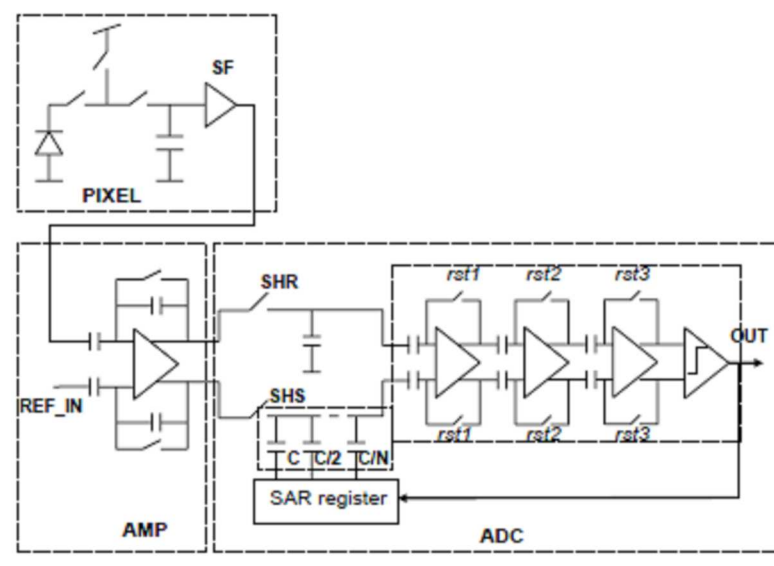 SF
PIXEL
SHR
rst1 rst2 rst3
OUT
REF_IN
SHS
rst1 rst2 rst3
C C/2 C/N
SAR register
AMP
ADC